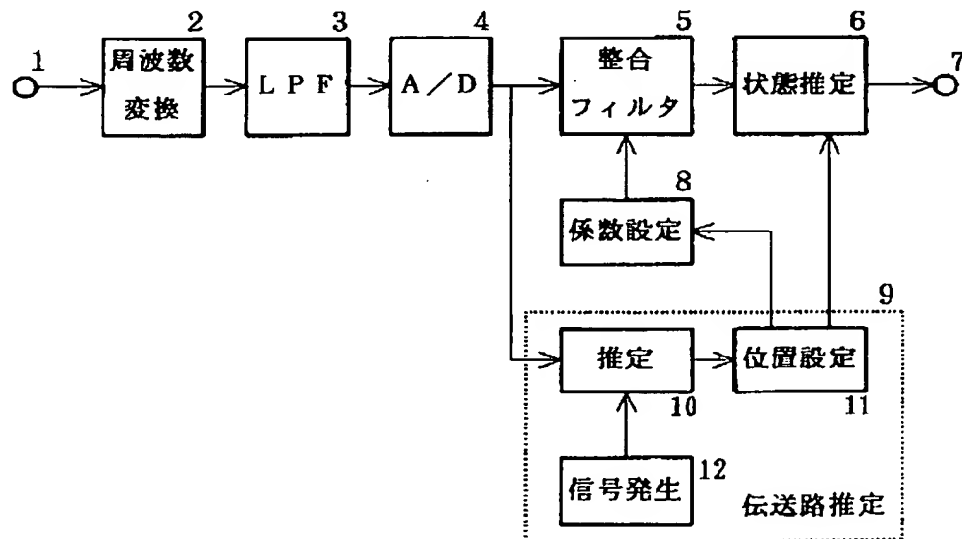 1
2
周波数
変換
3
LPF
4
A/D
5
整合
フィルタ
6
状態推定
7
8
係数設定
9
推定
10
位置設定
11
信号発生
12
伝送路推定